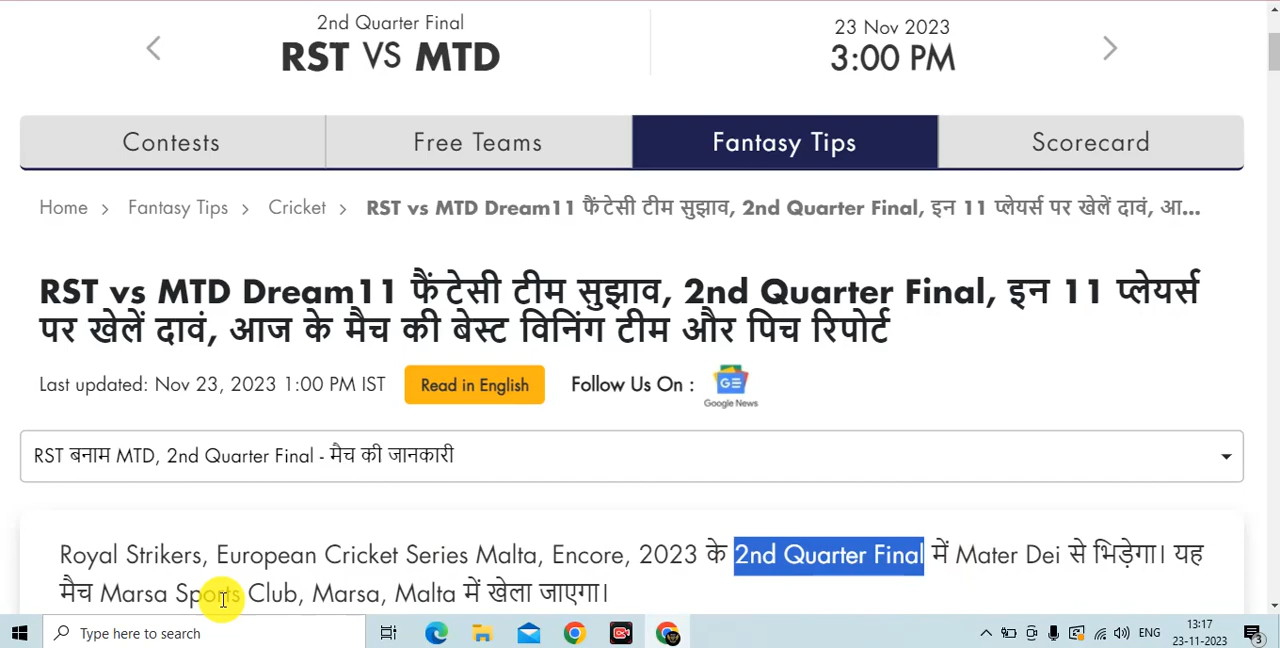 2nd Quarter Final
RST VS MTD
23 Nov 2023
3:00 PM
Contests
Free Teams
Fantasy Tips
Scorecard
Home > Fantasy Tips > Cricket > RST vs MTD Dream11 फैंटेसी टीम सुझाव, 2nd Quarter Final, इन 11 प्लेयर्स पर खेलें दावं, आ...
RST vs MTD Dream11 फैंटेसी टीम सुझाव, 2nd Quarter Final, इन 11 प्लेयर्स
पर खेलें दावं, आज के मैच की बेस्ट विनिंग टीम और पिच रिपोर्ट
Last updated: Nov 23, 2023 1:00 PM IST
Read in English
Follow Us On :
GE
Google News
RST बनाम MTD, 2nd Quarter Final - मैच की जानकारी
Royal Strikers, European Cricket Series Malta, Encore, 2023 के 2nd Quarter Final में Mater Dei से भिड़ेगा। यह
मैच Marsa Sports Club, Marsa, Malta में खेला जाएगा।
Type here to search
ENG
13:17
23-11-2023
3